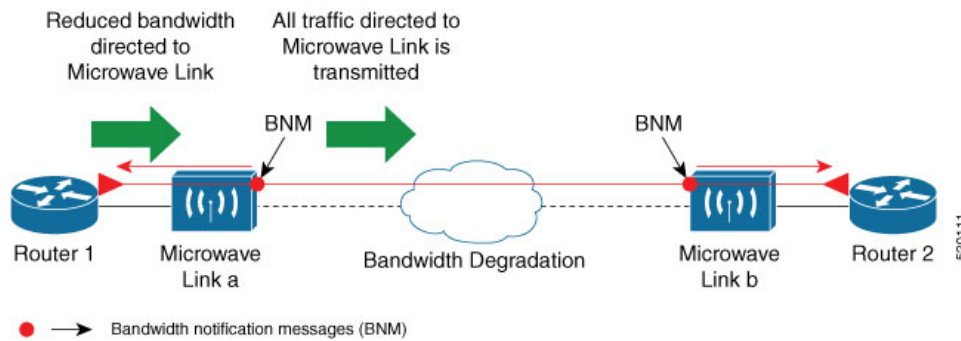 Reduced bandwidth
directed to
Microwave Link
All traffic directed to
Microwave Link is
transmitted
BNM
BNM
Router 1
Microwave
Link a
Bandwidth Degradation
Microwave
Link b
Router 2
Bandwidth notification messages (BNM)